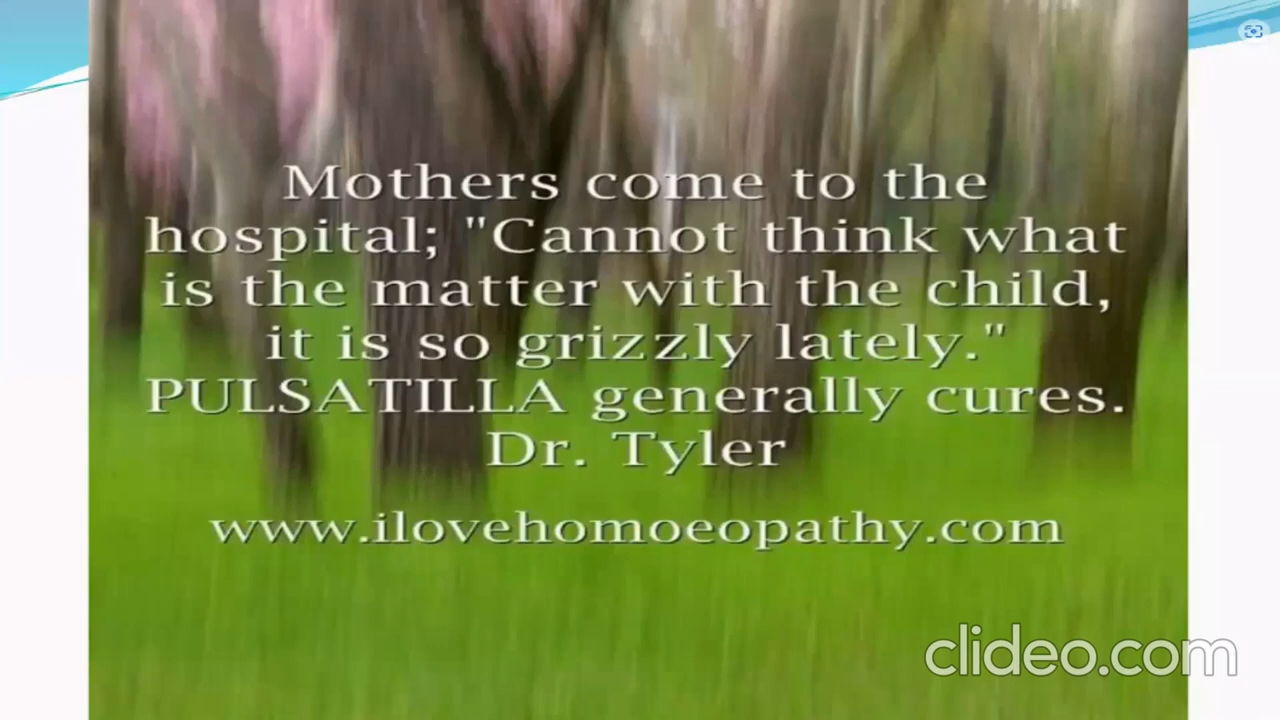 Mothers come to the
hospital; "Cannot think what
is the matter with the child,
it is so grizzly lately."
PULSATILLA generally cures.
Dr. Tyler
www.ilovehomoeopathy.com
clideo.com